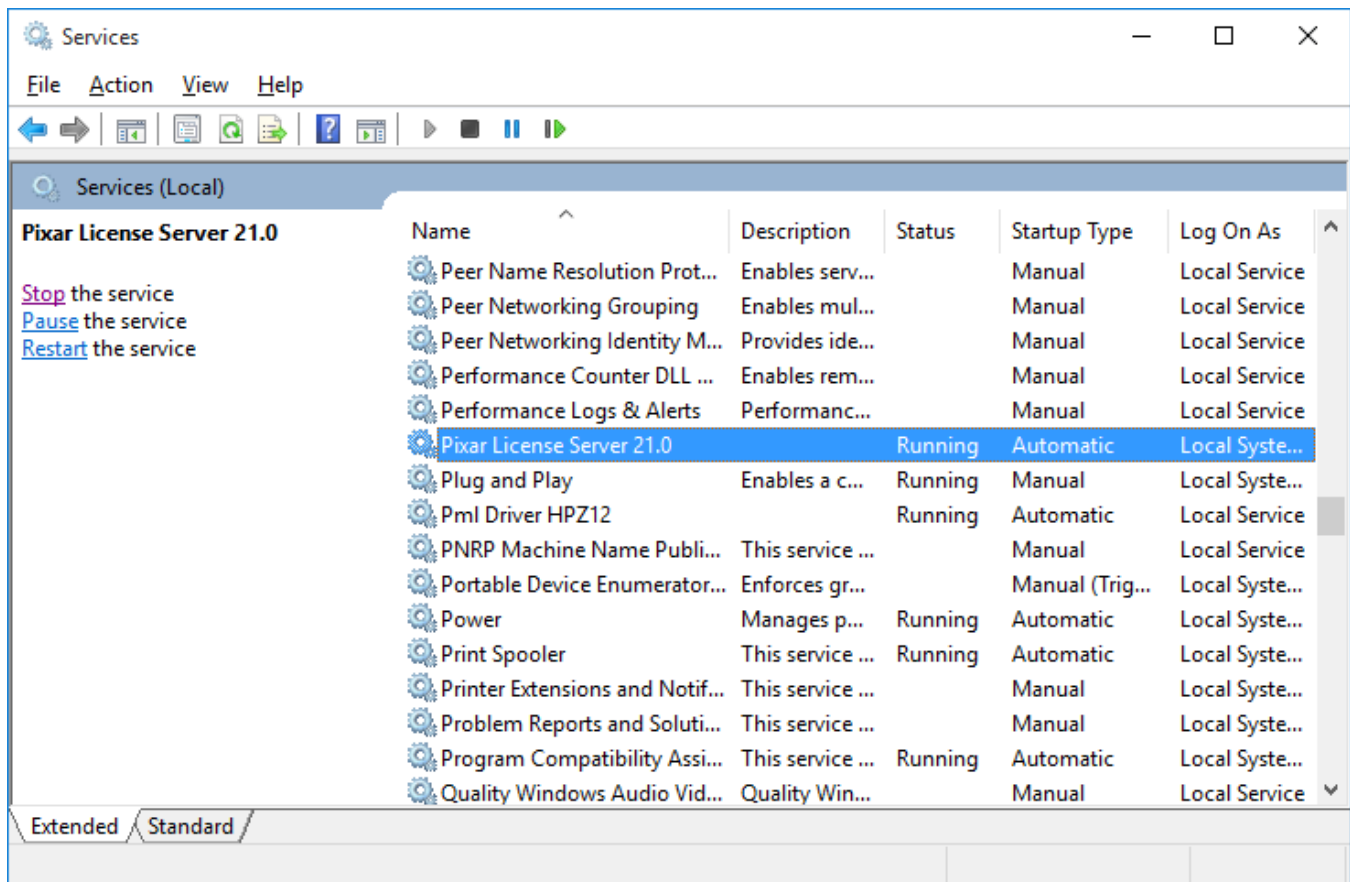 Services
File Action View Help
Services (Local)
Pixar License Server 21.0
Stop the service
Pause the service
Restart the service
Name Description Status Startup Type Log On As
Peer Name Resolution Prot... Enables serv... Manual Local Service
Peer Networking Grouping Enables mul... Manual Local Service
Peer Networking Identity M... Provides ide... Manual Local Service
Performance Counter DLL ... Enables rem... Manual Local Service
Performance Logs & Alerts Performanc... Manual Local Service
Pixar License Server 21.0 Running Automatic Local Syste...
Plug and Play Enables a c... Running Manual Local Syste...
Pml Driver HPZ12 Running Automatic Local Service
PNRP Machine Name Publi... This service ... Manual Local Service
Portable Device Enumerator... Enforces gr... Manual (Trig... Local Syste...
Power Manages p... Running Automatic Local Syste...
Print Spooler This service ... Running Automatic Local Syste...
Printer Extensions and Notif... This service ... Manual Local Syste...
Problem Reports and Soluti... This service ... Manual Local Syste...
Program Compatibility Assi... This service ... Running Automatic Local Syste...
Quality Windows Audio Vid... Quality Win... Manual Local Service
Extended Standard